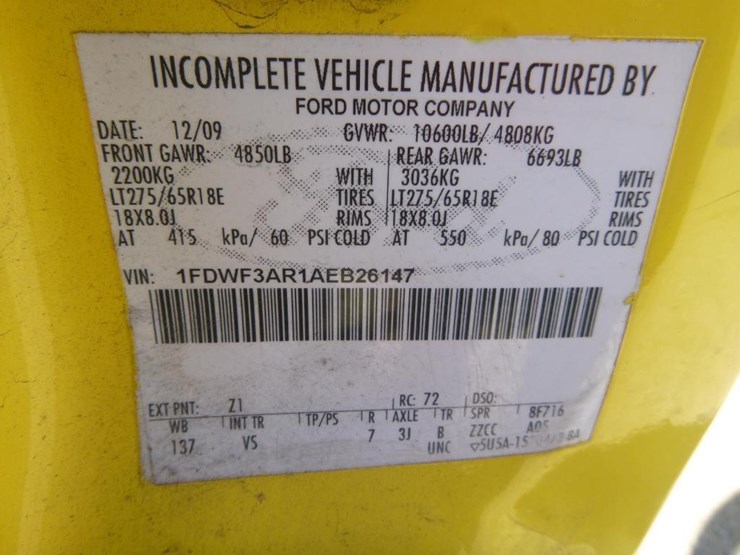 INCOMPLETE VEHICLE MANUFACTURED BY
FORD MOTOR COMPANY
DATE: 12/09 GVWR: 10600LB/ 4808KG
FRONT GAWR: 4850LB REAR GAWR: 6693LB
2200KG WITH 3036KG WITH
LT275/65R18E TIRES LT275/65R18E TIRES
18X8.0J RIMS 18X8.0J RIMS
AT 415 kPa/ 60 PSI COLD AT 550 kPa/ 80 PSI COLD
VIN: 1FDWF3AR1AEB26147
EXT PNT: Z1 RC: 72 DSO:
WB INT TR TP/PS R AXLE TR SPR 8F716
137 VS 7 3J B ZZCC A05
UNC